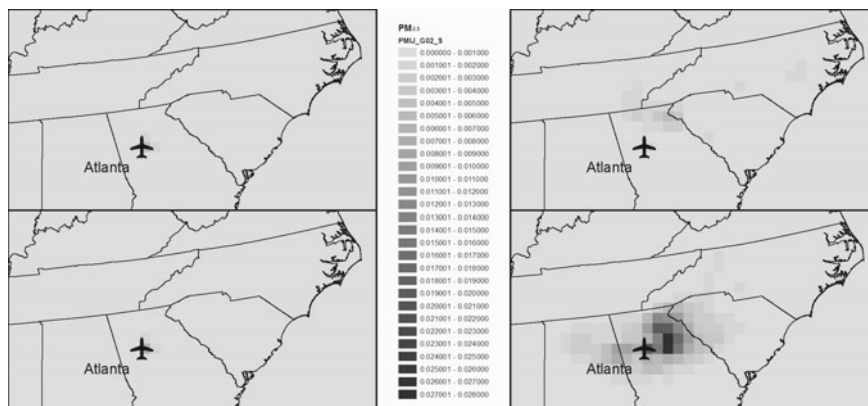 PM2.5
PMIJ_G02_S
0.000000 - 0.001000
0.001001 - 0.002000
0.002001 - 0.003000
0.003001 - 0.004000
0.004001 - 0.005000
0.005001 - 0.006000
0.006001 - 0.007000
0.007001 - 0.008000
0.008001 - 0.009000
0.009001 - 0.010000
0.010001 - 0.011000
0.011001 - 0.012000
0.012001 - 0.013000
0.013001 - 0.014000
0.014001 - 0.015000
0.015001 - 0.016000
0.016001 - 0.017000
0.017001 - 0.018000
0.018001 - 0.019000
0.019001 - 0.020000
0.020001 - 0.021000
0.021001 - 0.022000
0.022001 - 0.023000
0.023001 - 0.024000
0.024001 - 0.025000
0.025001 - 0.026000
0.026001 - 0.027000
0.027001 - 0.028000
Atlanta
Atlanta
Atlanta
Atlanta